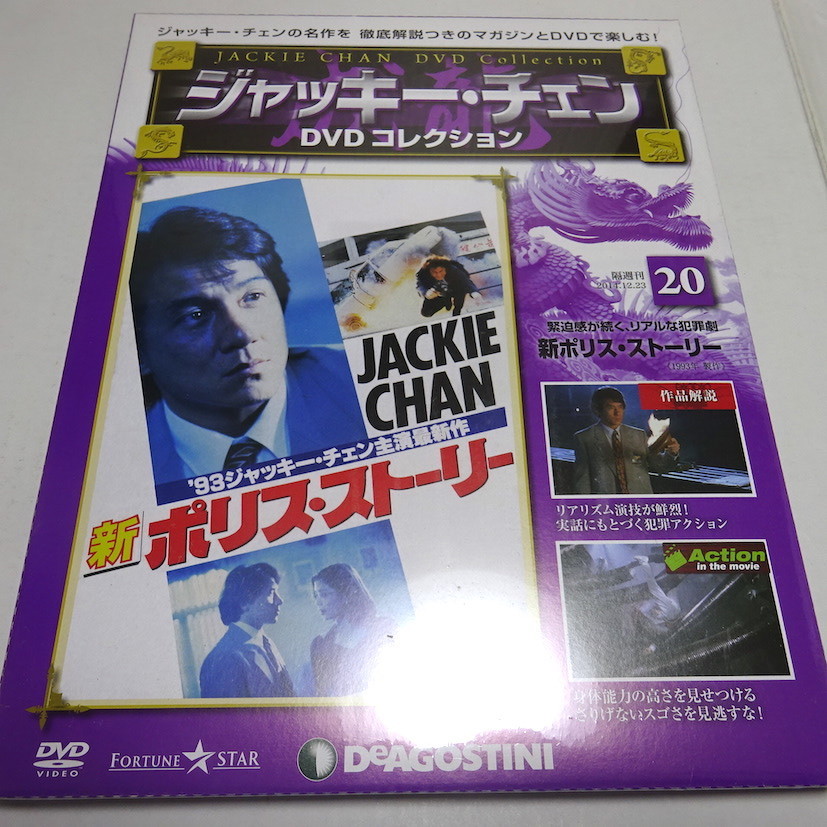 ジャッキー・チェンの名作を 徹底解説つきのマガジンとDVDで楽しむ!
JACKIE CHAN DVD Collection
ジャッキー・チェン
DVD コレクション
隔週刊
2011.12.23
20
緊迫感が続く、リアルな犯罪劇
新ポリス・ストーリー
JACKIE
CHAN
'93ジャッキー・チェン主演最新作
新ポリス・ストーリー
作品解説
リアリズム演技が鮮烈!
実話にもとづく犯罪アクション
Action
in the movie
身体能力の高さを見せつける
さりげないスゴさを見逃すな!
DVD
VIDEO
FORTUNE STAR
DeAGOSTINI